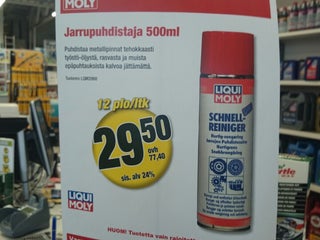 MOLY
Jarrupuhdistaja 500ml
Puhdistaa metallipinnat tehokkaasti
työstö-öljystä, rasvasta ja muista
epäpuhtauksista kalvoa jättämättä.
12 plo/ltk
29 50
ovh
77,40
sis. alv 24%
LIQUI
MOLY
LIQUI
MOLY
SCHNELL-
REINIGER
HUOM! Tuotetta vain